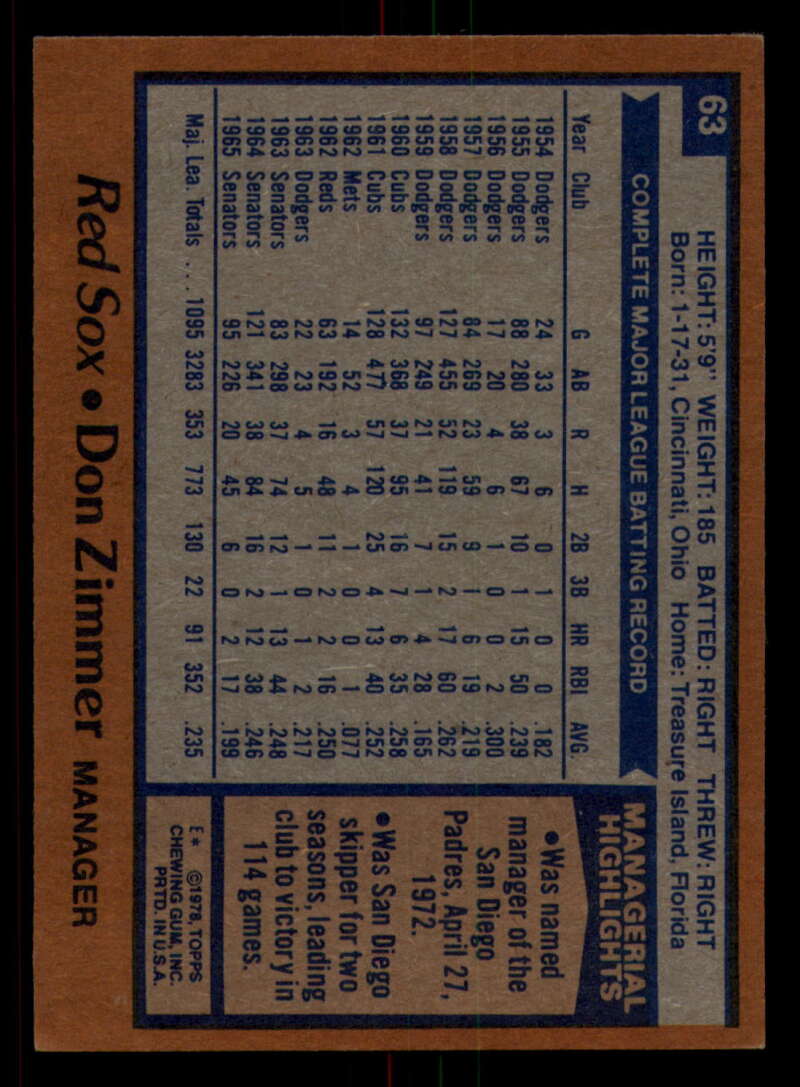 63
HEIGHT: 5'9" WEIGHT: 185 BATTED: RIGHT THREW: RIGHT
Born: 1-17-31, Cincinnati, Ohio Home: Treasure Island, Florida
COMPLETE MAJOR LEAGUE BATTING RECORD
Year Club G AB R H 2B 3B HR RBI AVG.
1954 Dodgers 24 33 3 6 0 1 0 0 .182
1955 Dodgers 88 280 38 67 10 1 15 50 .239
1956 Dodgers 17 20 4 6 1 0 0 2 .300
1957 Dodgers 84 269 23 59 9 1 6 19 .219
1958 Dodgers 127 455 52 119 15 2 17 60 .262
1959 Dodgers 97 249 21 41 7 1 4 28 .165
1960 Cubs 132 368 37 95 16 7 6 35 .258
1961 Cubs 128 477 57 120 25 4 13 40 .252
1962 Mets 14 52 3 4 1 0 0 1 .077
1962 Reds 63 192 16 48 11 2 2 16 .250
1963 Dodgers 22 23 4 5 1 0 1 2 .217
1963 Senators 83 298 37 74 12 1 13 44 .248
1964 Senators 121 341 38 84 16 2 12 38 .246
1965 Senators 95 226 20 45 6 0 2 17 .199
Maj. Lea. Totals ... 1095 3283 353 773 130 22 91 352 .235
MANAGERIAL
HIGHLIGHTS
•Was named
manager of the
San Diego
Padres, April 27,
1972.
•Was San Diego
skipper for two
seasons, leading
club to victory in
114 games.
E* ©1978, TOPPS
CHEWING GUM, INC.
PRTD. IN U.S.A.
Red Sox • Don Zimmer MANAGER